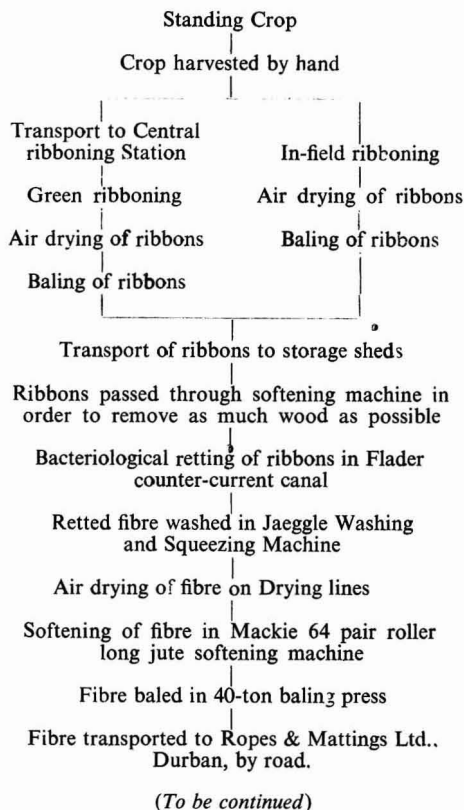 Standing Crop
Crop harvested by hand
Transport to Central
ribboning Station
Green ribboning
Air drying of ribbons
Baling of ribbons
In-field ribboning
Air drying of ribbons
Baling of ribbons
Transport of ribbons to storage sheds
Ribbons passed through softening machine in
order to remove as much wood as possible
Bacteriological retting of ribbons in Flader
counter-current canal
Retted fibre washed in Jaeggle Washing
and Squeezing Machine
Air drying of fibre on Drying lines
Softening of fibre in Mackie 64 pair roller
long jute softening machine
Fibre baled in 40-ton baling press
Fibre transported to Ropes & Mattings Ltd..
Durban, by road.
(To be continued)